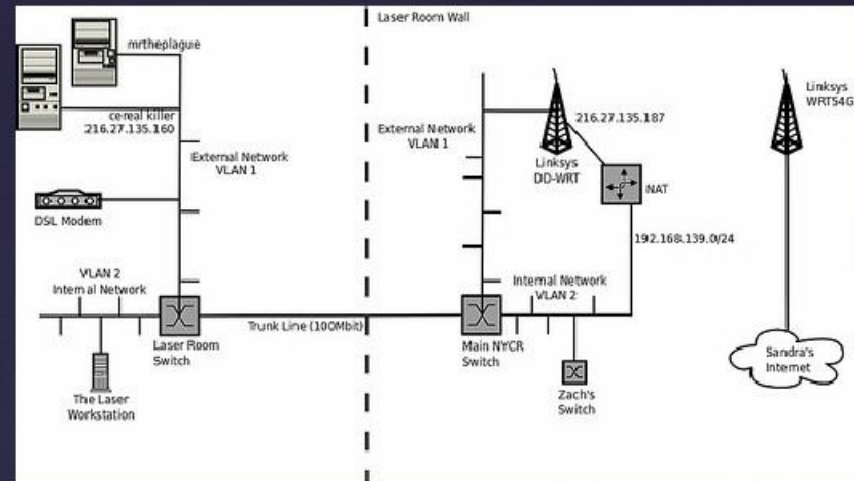 Laser Room Wall
mrtheplague
ce-real killer
216.27.135.160
External Network
VLAN 1
DSL Modem
VLAN 2
Internal Network
Laser Room
Switch
The Laser
Workstation
Trunk Line (100Mbit)
External Network
VLAN 1
216.27.135.187
Linksys
DD-WRT
NAT
192.168.139.0/24
Internal Network
VLAN 2
Main NYCR
Switch
Zach's
Switch
Linksys
WRT54G
Sandra's
Internet